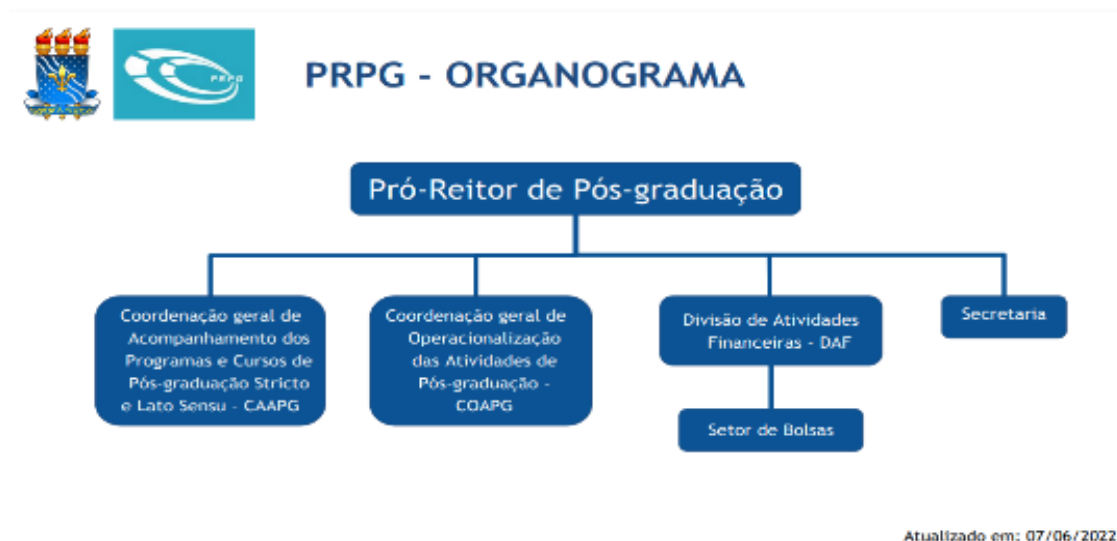 PRPG
PRPG - ORGANOGRAMA
Pró-Reitor de Pós-graduação
Coordenação geral de
Acompanhamento dos
Programas e Cursos de
Pós-graduação Stricto
e Lato Sensu - CAAPG
Coordenação geral de
Operacionalização
das Atividades de
Pós-graduação -
COAPG
Divisão de Atividades
Financeiras - DAF
Setor de Bolsas
Secretaria
Atualizado em: 07/06/2022